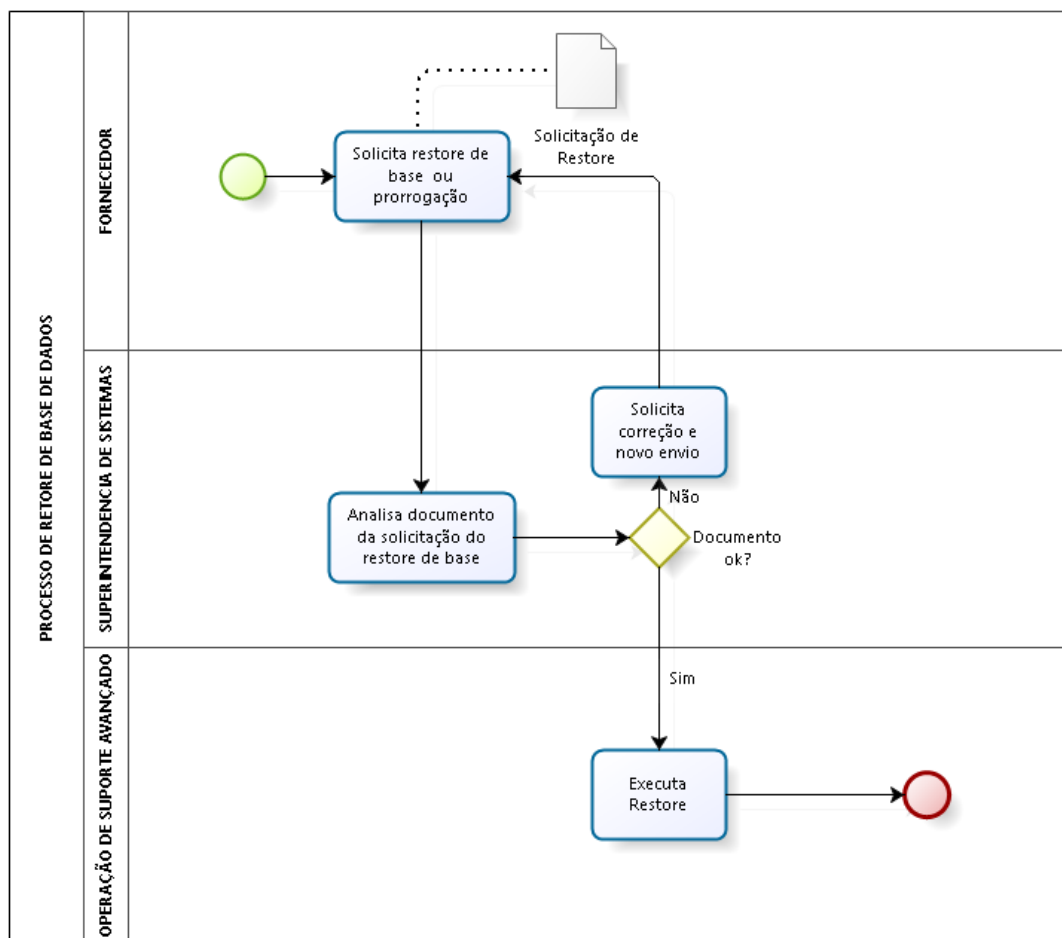 PROCESSO DE RETORE DE BASE DE DADOS
FORNECEDOR
Solicita restore de
base ou
prorrogação
Solicitação de
Restore
SUPERINTENDENCIA DE SISTEMAS
Solicita
correção e
novo envio
Não
Analisa documento
da solicitação do
restore de base
Documento
ok?
OPERAÇÃO DE SUPORTE AVANÇADO
Sim
Executa
Restore